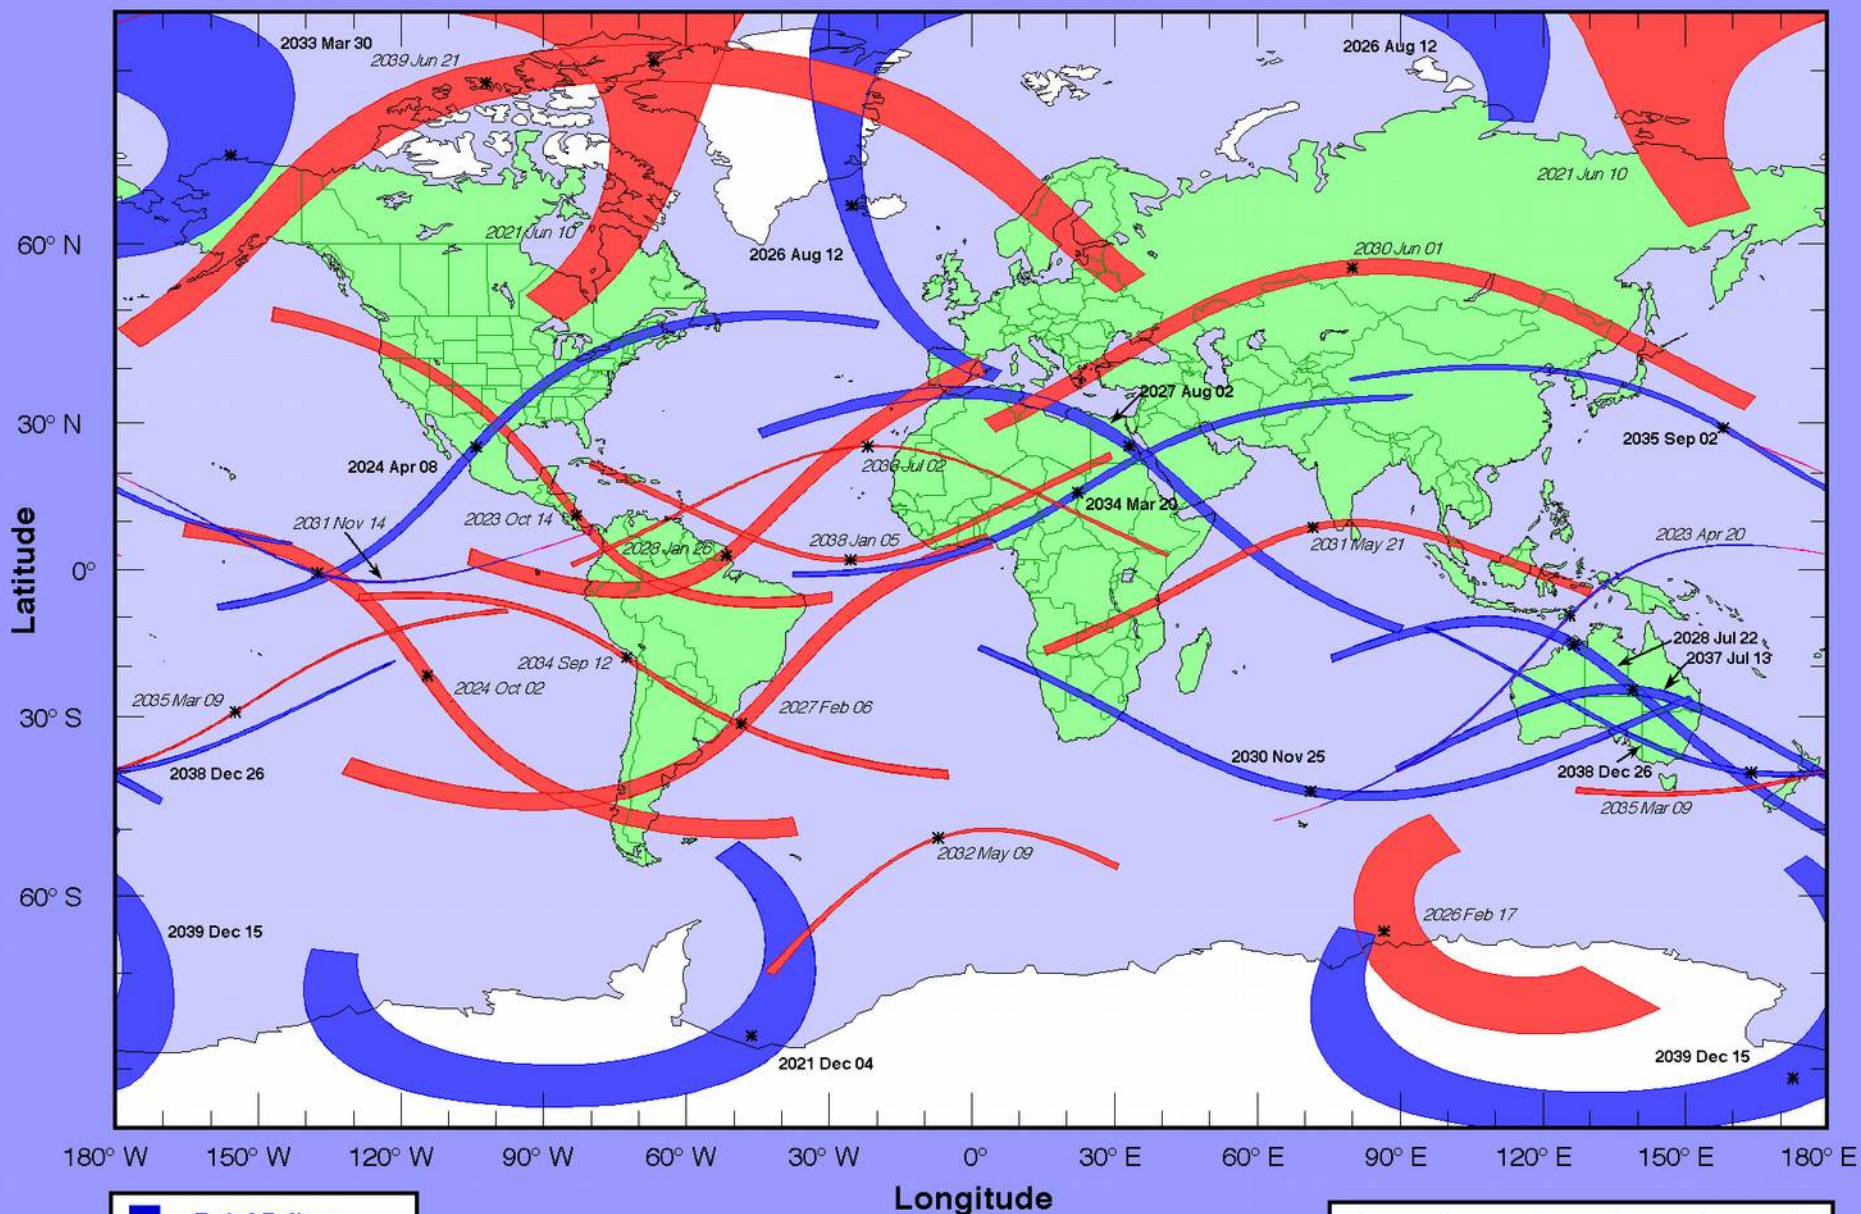 2033 Mar 30
2039 Jun 21
2026 Aug 12
2021 Jun 10
2021 Jun 10
2026 Aug 12
2030 Jun 01
60° N
2027 Aug 02
30° N
2035 Sep 02
2024 Apr 08
2038 Jul 02
2034 Mar 20
2023 Oct 14
2031 Nov 14
2028 Jan 26
2038 Jan 05
2031 May 21
2023 Apr 20
0°
Latitude
2028 Jul 22
2037 Jul 13
2034 Sep 12
2024 Oct 02
2035 Mar 09
2027 Feb 06
30° S
2030 Nov 25
2038 Dec 26
2038 Dec 26
2035 Mar 09
2032 May 09
60° S
2026 Feb 17
2039 Dec 15
2039 Dec 15
2021 Dec 04
180° W 150° W 120° W 90° W 60° W 30° W 0° 30° E 60° E 90° E 120° E 150° E 180° E
Longitude